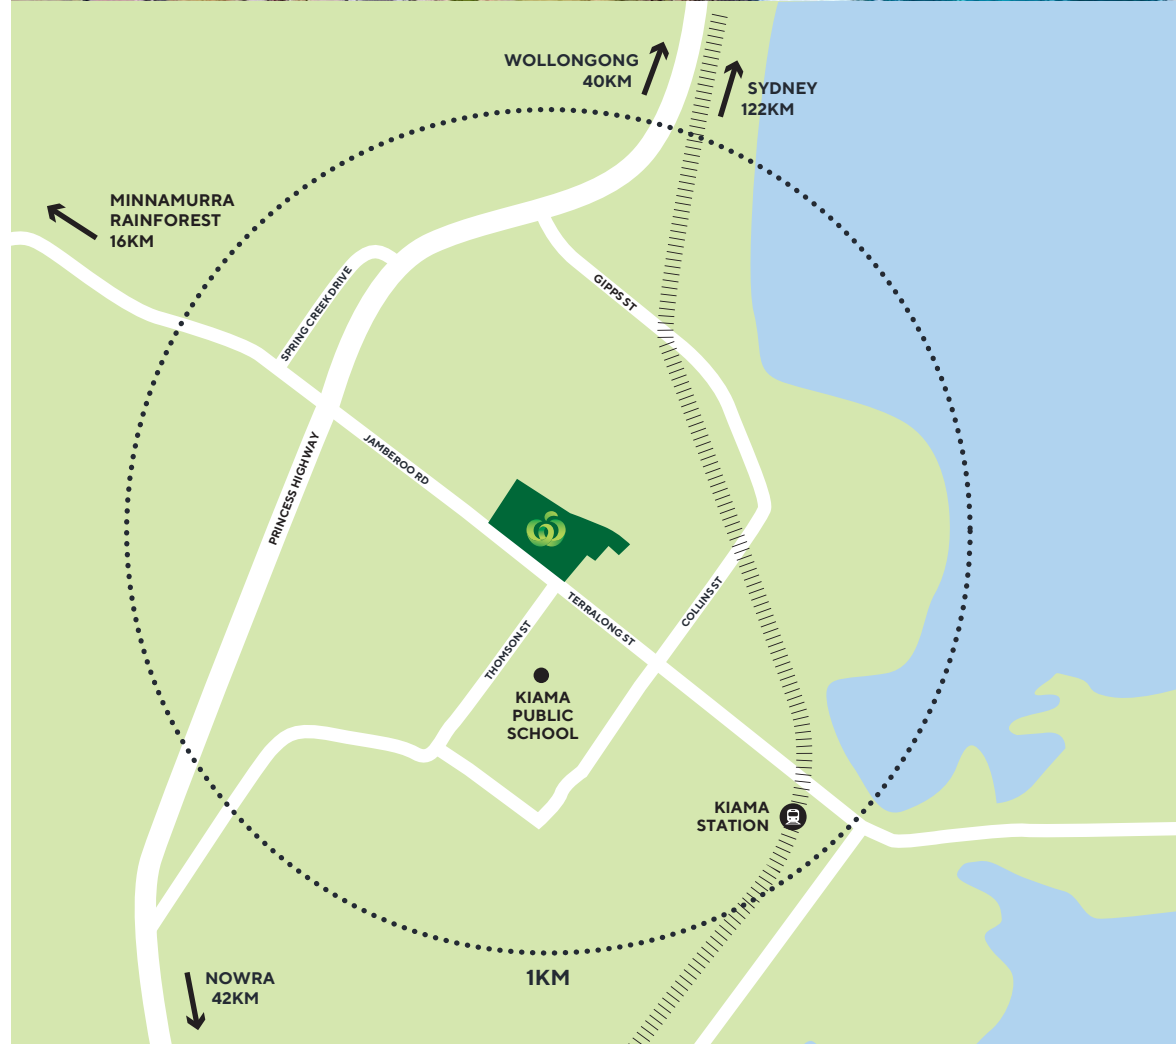 WOLLONGONG
40KM
SYDNEY
122KM
MINNAMURRA
RAINFOREST
16KM
SPRING CREEK DRIVE
GIPPS ST
PRINCESS HIGHWAY
JAMBEROO RD
TERRALONG ST
COLLINS ST
THOMSON ST
KIAMA
PUBLIC
SCHOOL
KIAMA
STATION
NOWRA
42KM
1KM